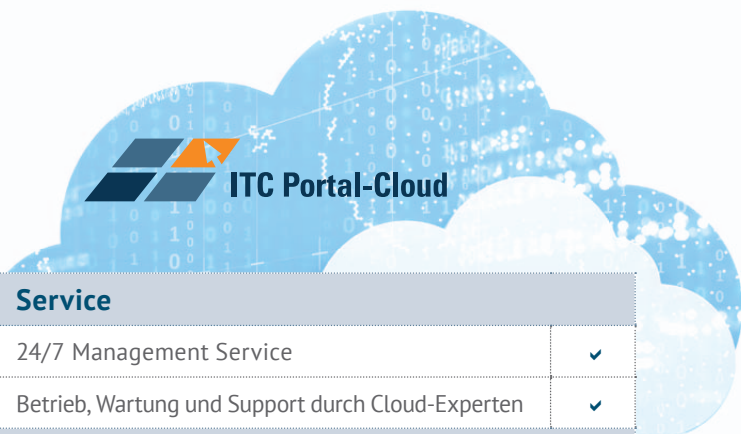 ITC Portal-Cloud
Service
24/7 Management Service
Betrieb, Wartung und Support durch Cloud-Experten